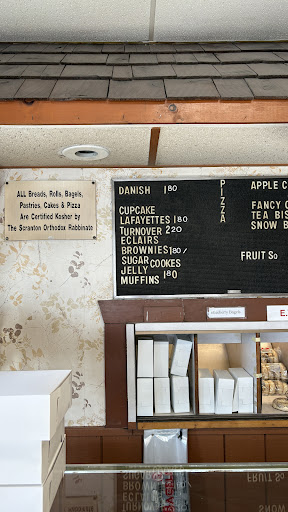 ALL Breads, Rolls, Bagels,
Pastries, Cakes & Pizza
Are Certified Kosher by
The Scranton Orthodox Rabbinate
DANISH 180
CUPCAKE
LAFAYETTES 180
TURNOVER 220
ECLAIRS
BROWNIES 180/
SUGAR COOKES
JELLY
MUFFINS 180
PIZZA
APPLE C
FANCY
TEA BIS
SNOW B
FRUIT SQ
E.